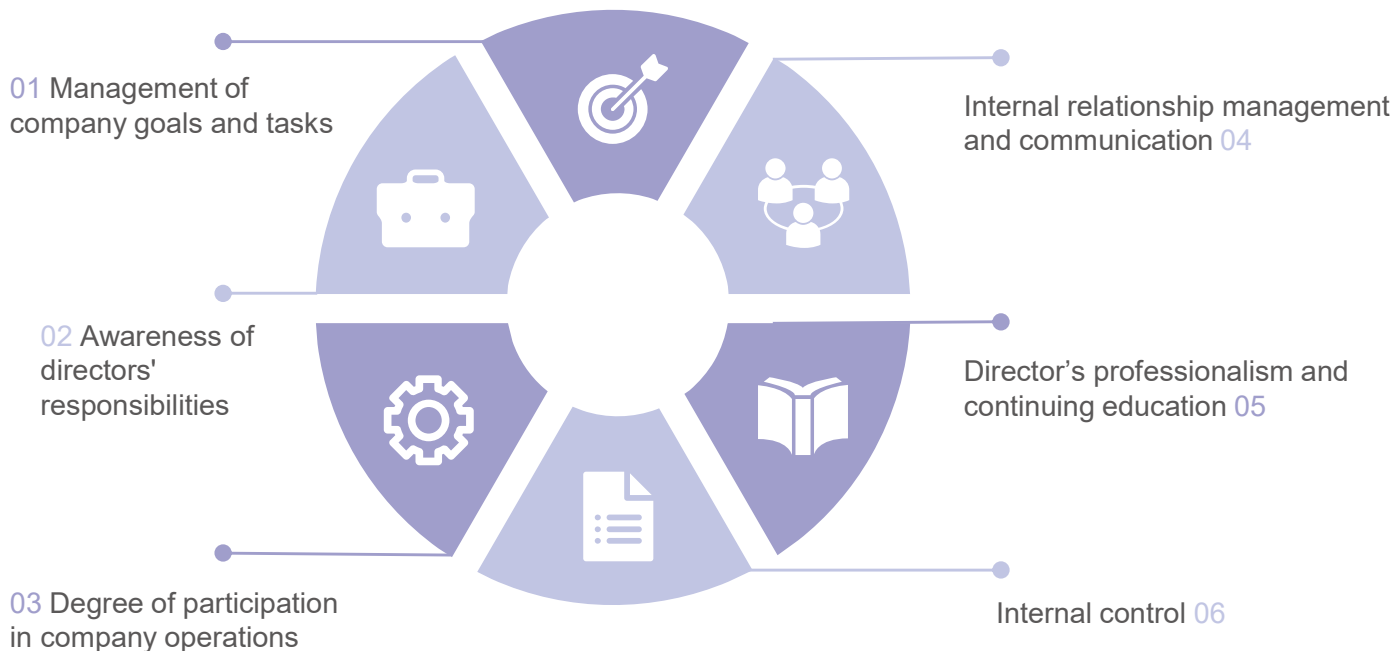 01 Management of
company goals and tasks
02 Awareness of
directors'
responsibilities
03 Degree of participation
in company operations
Internal relationship management
and communication 04
Director’s professionalism and
continuing education 05
Internal control 06